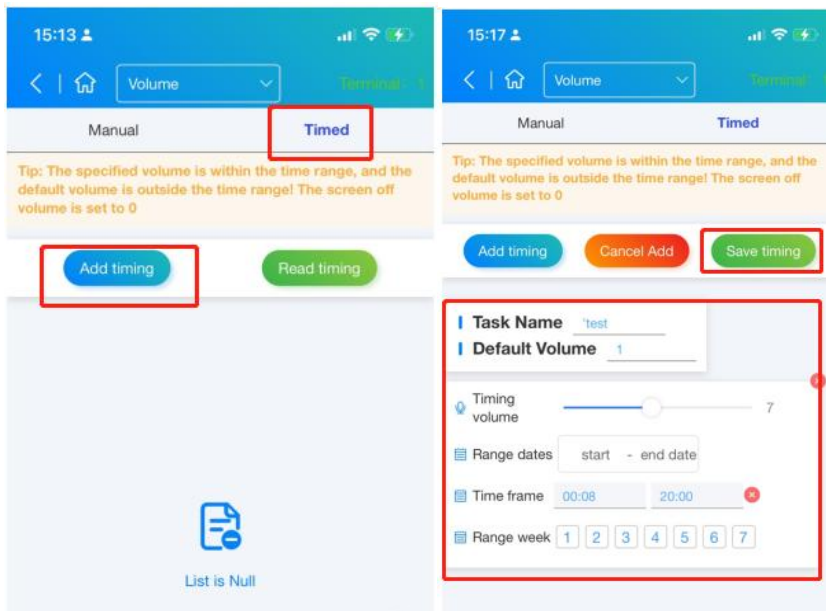 15:13
Volume
Terminal - 1
Manual
Timed
Tip: The specified volume is within the time range, and the
default volume is outside the time range! The screen off
volume is set to 0
Add timing
Read timing
List is Null
15:17
Volume
Terminal
Manual
Timed
Tip: The specified volume is within the time range, and the
default volume is outside the time range! The screen off
volume is set to 0
Add timing
Cancel Add
Save timing
Task Name 'test
Default Volume 1
Timing
volume
7
Range dates start - end date
Time frame 00:08 20:00
Range week 1 2 3 4 5 6 7